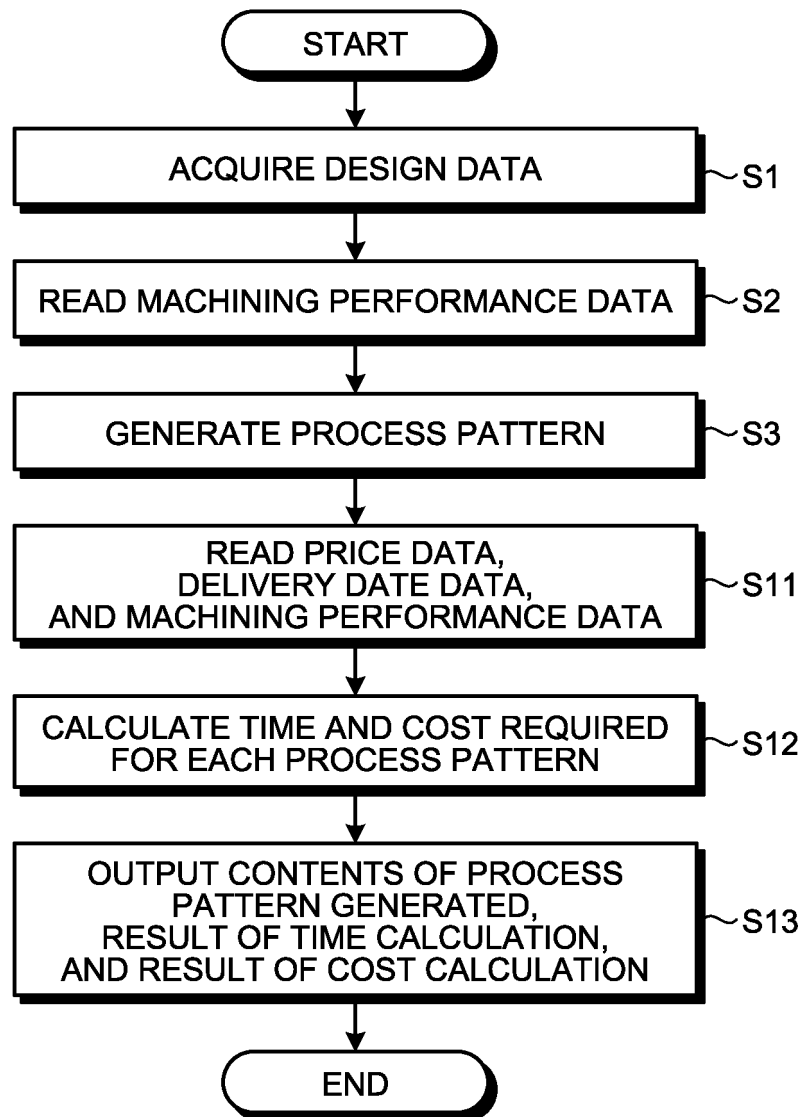 START
ACQUIRE DESIGN DATA
S1
READ MACHINING PERFORMANCE DATA
S2
GENERATE PROCESS PATTERN
S3
READ PRICE DATA,
DELIVERY DATE DATA,
AND MACHINING PERFORMANCE DATA
S11
CALCULATE TIME AND COST REQUIRED
FOR EACH PROCESS PATTERN
S12
OUTPUT CONTENTS OF PROCESS
PATTERN GENERATED,
RESULT OF TIME CALCULATION,
AND RESULT OF COST CALCULATION
S13
END